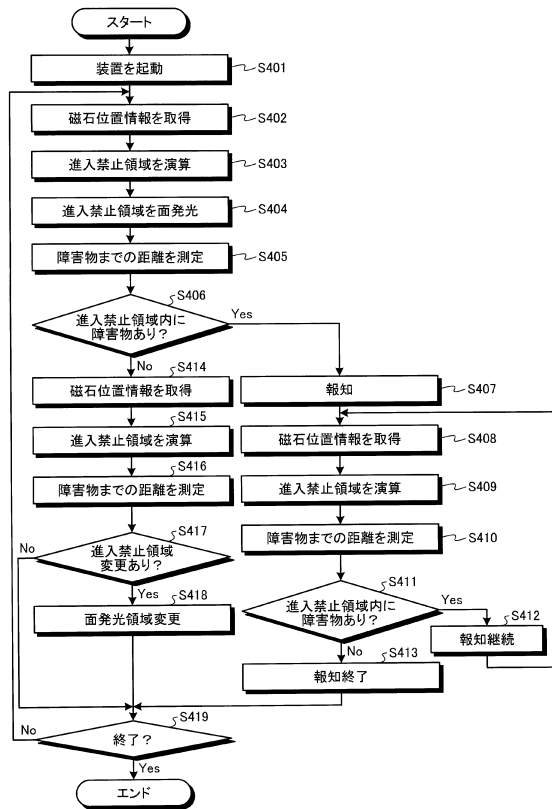 スタート
装置を起動
S401
磁石位置情報を取得
S402
進入禁止領域を演算
S403
進入禁止領域を面発光
S404
障害物までの距離を測定
S405
S406
進入禁止領域内に
障害物あり?
Yes
No
S414
磁石位置情報を取得
S415
進入禁止領域を演算
S416
障害物までの距離を測定
S417
No
進入禁止領域
変更あり?
Yes
S418
面発光領域変更
報知
S407
磁石位置情報を取得
S408
進入禁止領域を演算
S409
障害物までの距離を測定
S410
S411
進入禁止領域内に
障害物あり?
Yes
S412
報知継続
No
S413
報知終了
S419
No
終了?
Yes
エンド